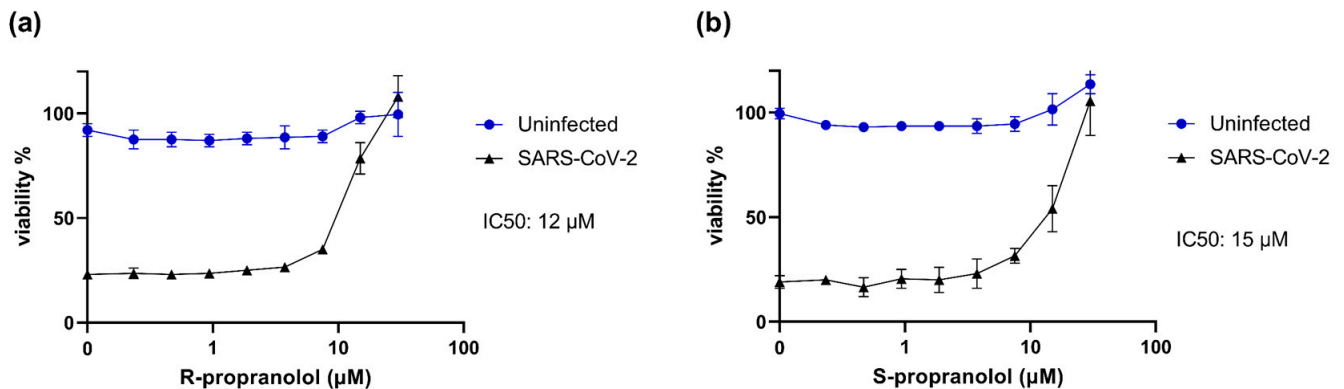 (a)
100
50
0
viability %
0
1
10
100
R-propranolol (µM)
Uninfected
SARS-CoV-2
IC50: 12 µM
(b)
100
50
0
viability %
0
1
10
100
S-propranolol (µM)
Uninfected
SARS-CoV-2
IC50: 15 µM